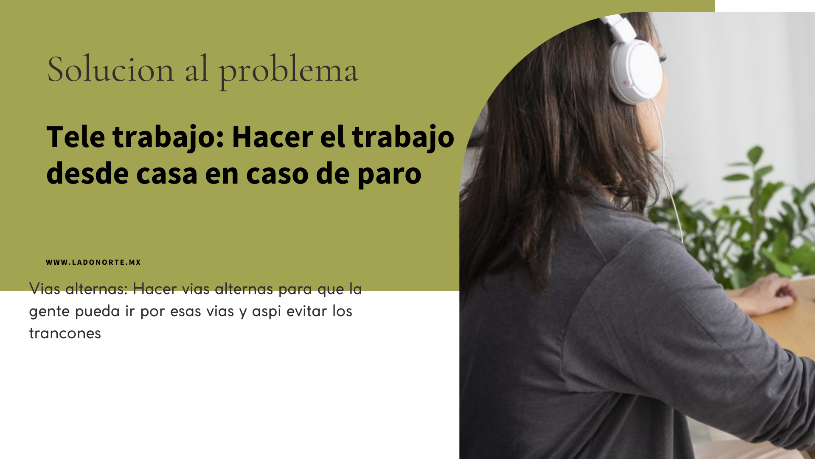 Solucion al problema
Tele trabajo: Hacer el trabajo
desde casa en caso de paro
WWW.LADONORTE.MX
Vias alternas: Hacer vias alternas para que la
gente pueda ir por esas vias y aspi evitar los
trancones